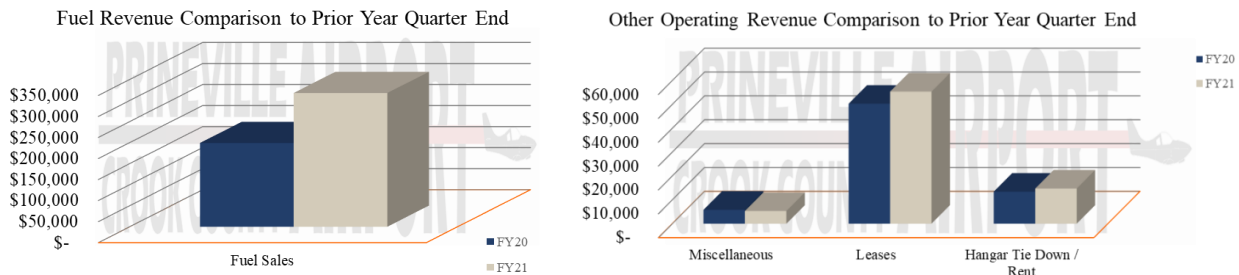 Fuel Revenue Comparison to Prior Year Quarter End
$350,000
$300,000
$250,000
$200,000
$150,000
$100,000
$50,000
$-
Fuel Sales
FY20
FY21
PRINEVILLE AIRPORT
CROOK COUNTY
Other Operating Revenue Comparison to Prior Year Quarter End
$60,000
$50,000
$40,000
$30,000
$20,000
$10,000
$-
Miscellaneous
Leases
Hangar Tie Down /
Rent
FY20
FY21
PRINEVILLE AIRPORT
CROOK COUNTY